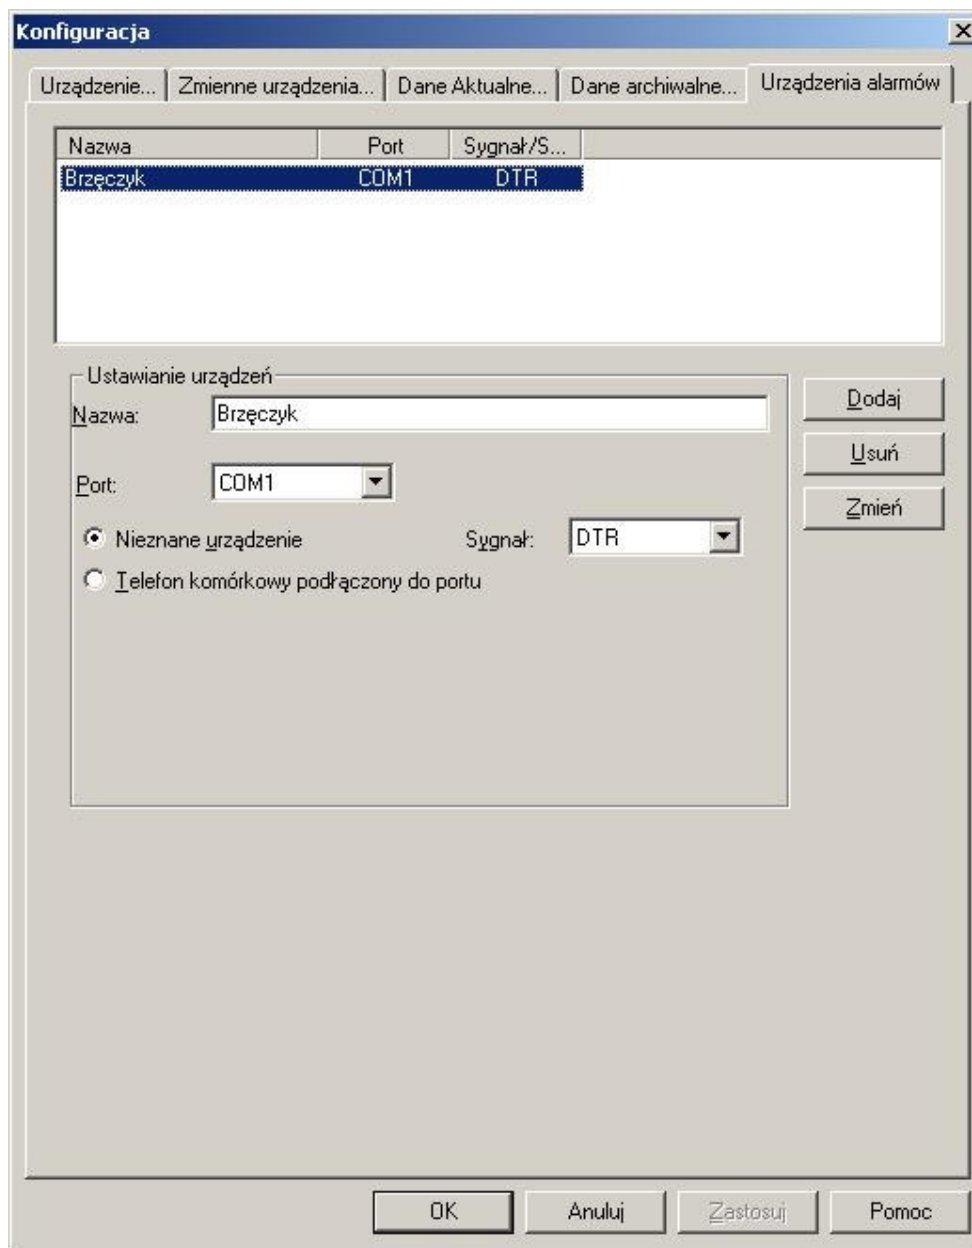 Konfiguracja
Urządzenie... Zmienne urządzenia... Dane Aktualne... Dane archiwalne... Urządzenia alarmów
Nazwa Port Sygnał/S...
Brzęczyk COM1 DTR
Ustawianie urządzeń
Nazwa: Brzęczyk
Dodaj
Usuń
Port: COM1
Zmień
Nieznane urządzenie Sygnał: DTR
Telefon komórkowy podłączony do portu
OK Anuluj Zastosuj Pomoc